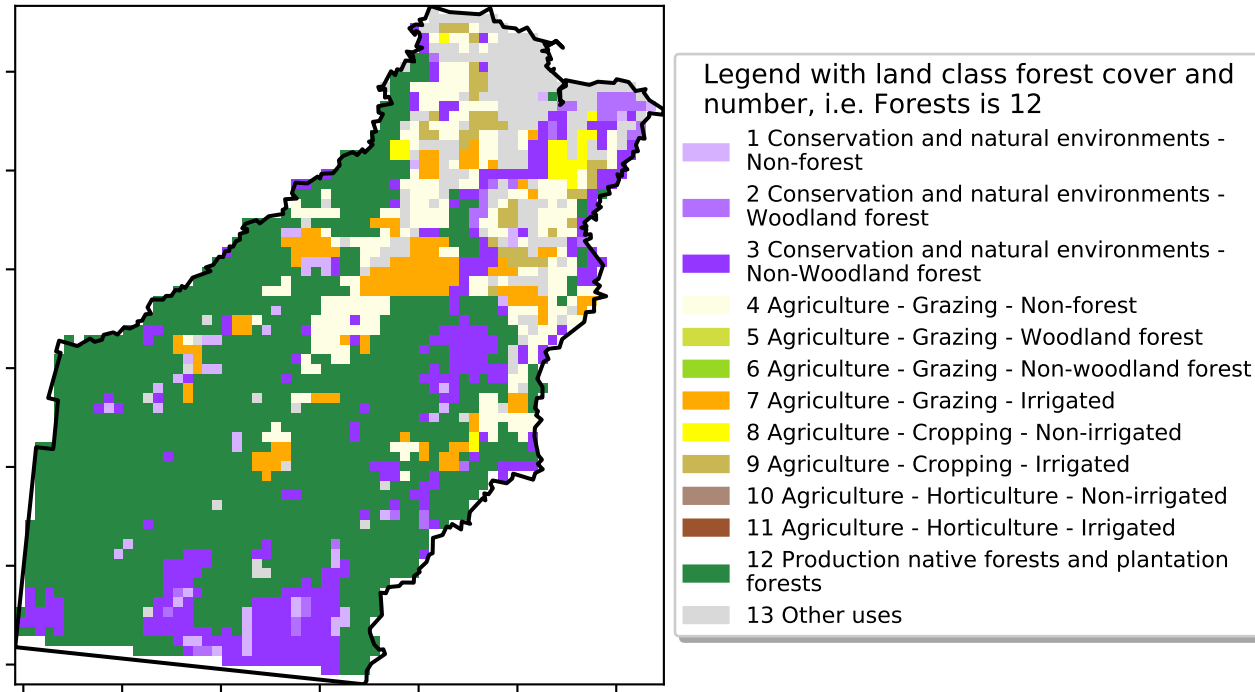 Legend with land class forest cover and
number, i.e. Forests is 12
1 Conservation and natural environments -
Non-forest
2 Conservation and natural environments -
Woodland forest
3 Conservation and natural environments -
Non-Woodland forest
4 Agriculture - Grazing - Non-forest
5 Agriculture - Grazing - Woodland forest
6 Agriculture - Grazing - Non-woodland forest
7 Agriculture - Grazing - Irrigated
8 Agriculture - Cropping - Non-irrigated
9 Agriculture - Cropping - Irrigated
10 Agriculture - Horticulture - Non-irrigated
11 Agriculture - Horticulture - Irrigated
12 Production native forests and plantation
forests
13 Other uses